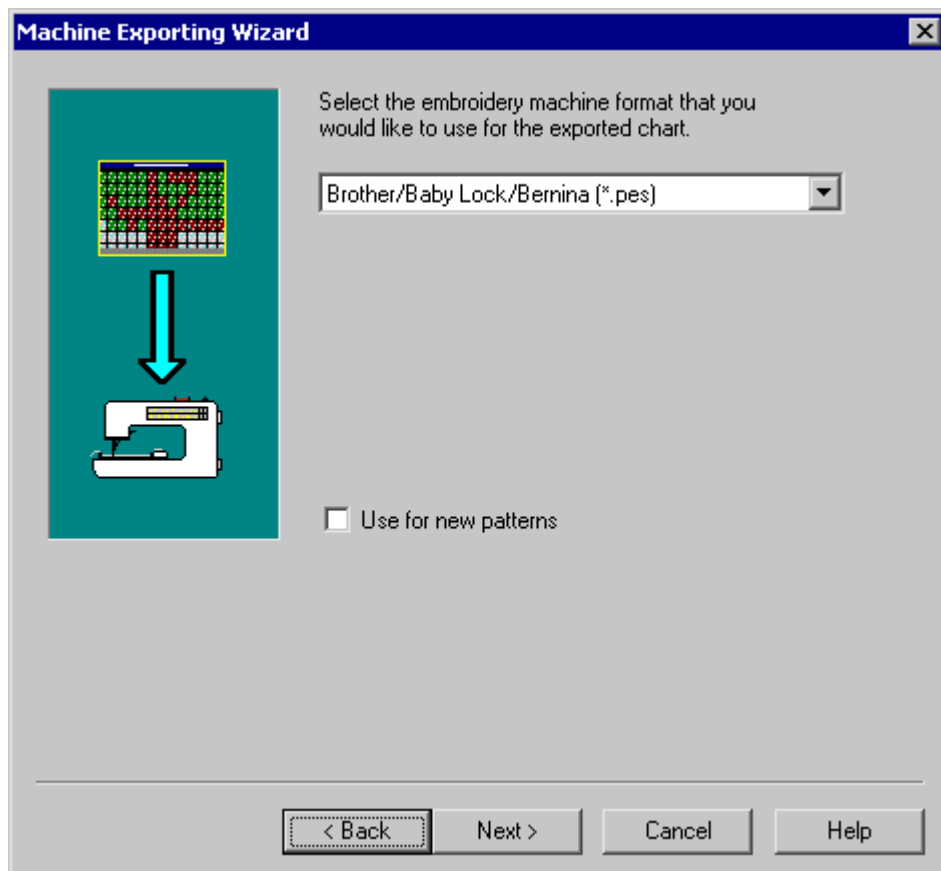 Machine Exporting Wizard
Select the embroidery machine format that you
would like to use for the exported chart.
Brother/Baby Lock/Bernina (*.pes)
Use for new patterns
< Back
Next >
Cancel
Help